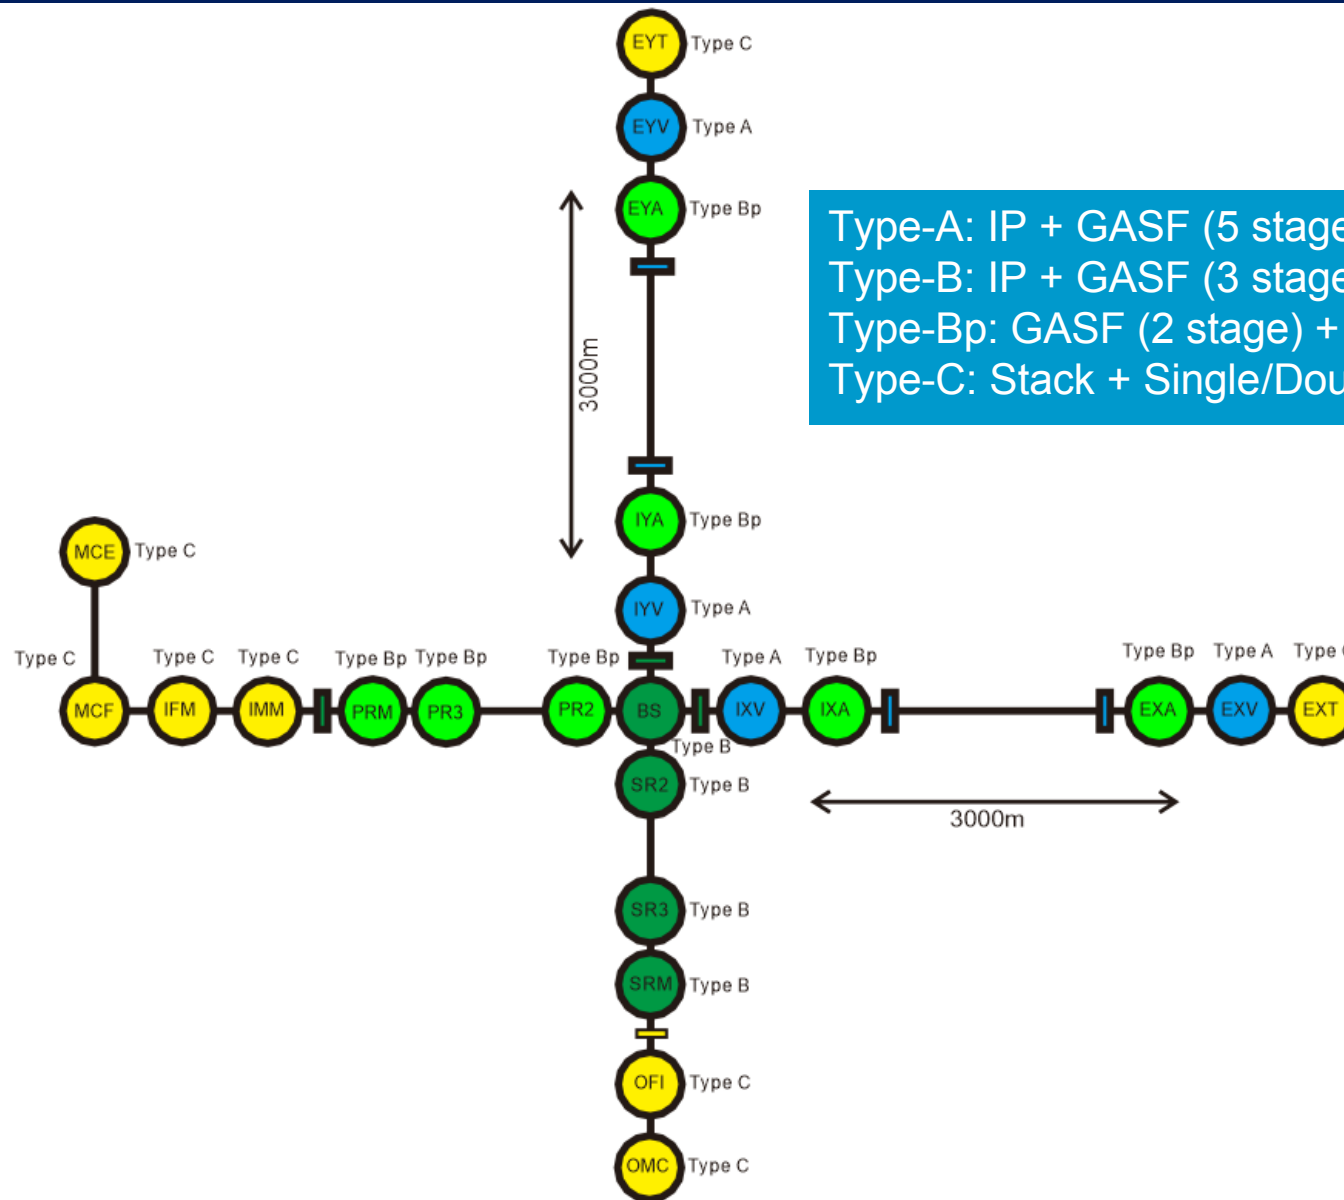 EYT Type C
EYV Type A
EYA Type Bp
Type-A: IP + GASF (5 stage
Type-B: IP + GASF (3 stage
Type-Bp: GASF (2 stage) +
Type-C: Stack + Single/Dou
3000m
IYA Type Bp
MCE Type C
IYV Type A
Type C Type C Type C Type Bp Type Bp Type Bp Type A Type Bp Type Bp Type A Type
MCF IFM IMM PRM PR3 PR2 BS IXV IXA EXA EXV EXT
Type B
SR2 Type B
3000m
SR3 Type B
SRM Type B
OFI Type C
OMC Type C